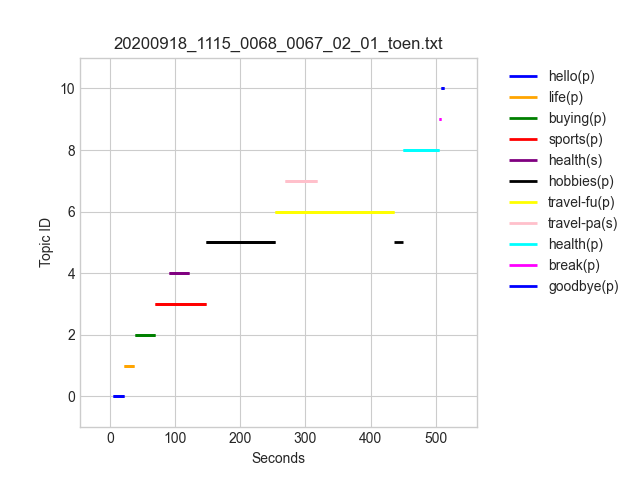 20200918_1115_0068_0067_02_01_toen.txt
10
8
6
4
2
0
Topic ID
0 100 200 300 400 500
Seconds
hello(p)
life(p)
buying(p)
sports(p)
health(s)
hobbies(p)
travel-fu(p)
travel-pa(s)
health(p)
break(p)
goodbye(p)